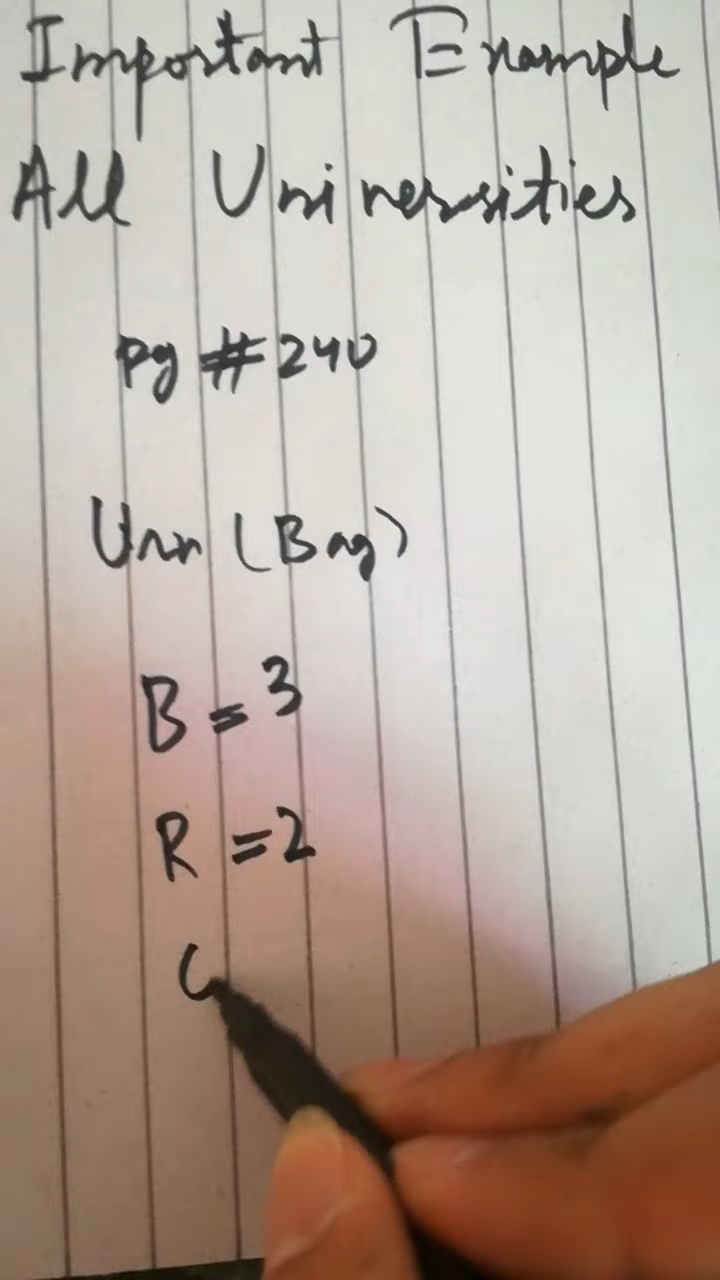 Important Example
All Universities
Pg # 240
Urn (Bag)
B = 3
R = 2